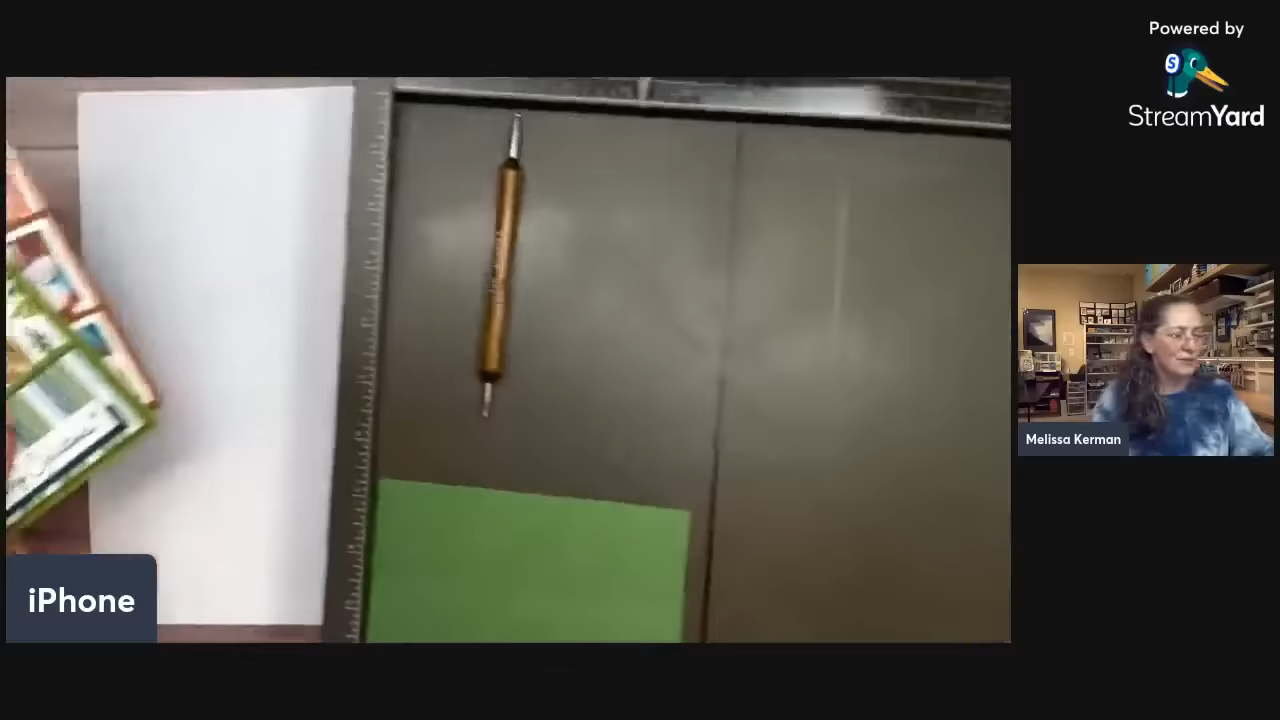 Powered by
S
StreamYard
Melissa Kerman
iPhone